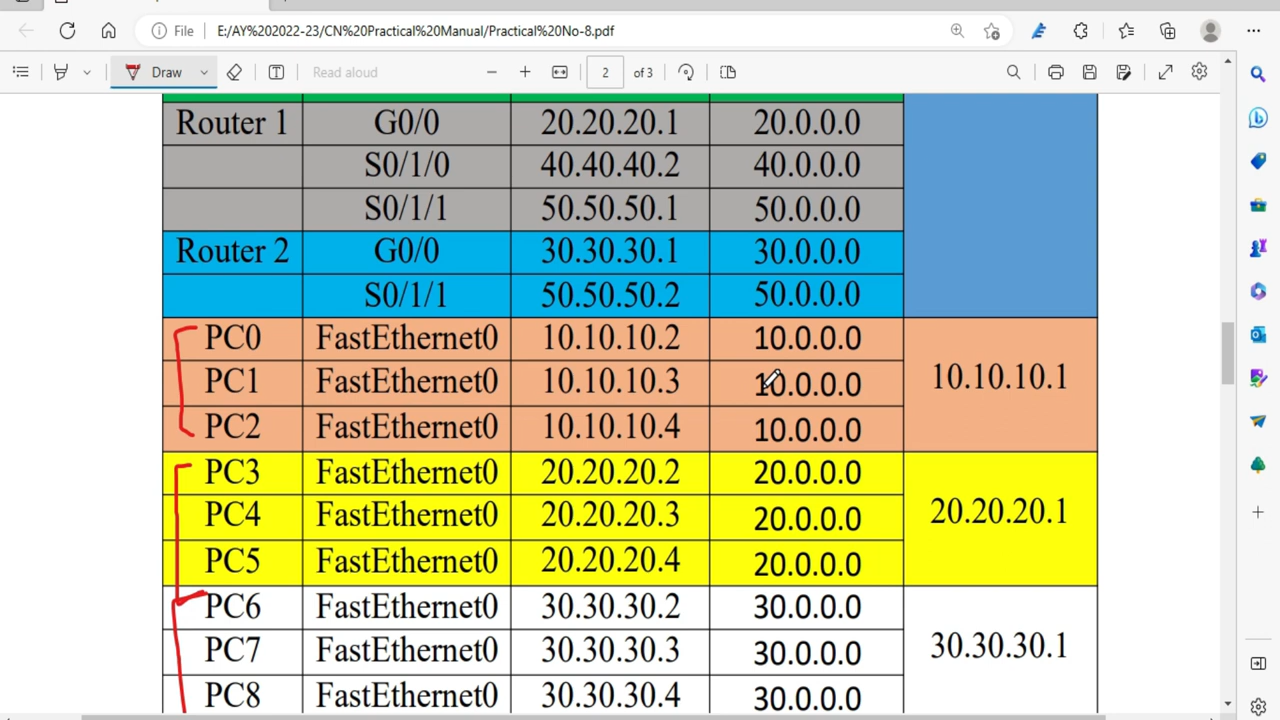 File E:/AY%202022-23/CN%20Practical%20Manual/Practical%20No-8.pdf
Draw T Read aloud 2 of 3
Router 1 G0/0 20.20.20.1 20.0.0.0
S0/1/0 40.40.40.2 40.0.0.0
S0/1/1 50.50.50.1 50.0.0.0
Router 2 G0/0 30.30.30.1 30.0.0.0
S0/1/1 50.50.50.2 50.0.0.0
PC0 FastEthernet0 10.10.10.2 10.0.0.0
PC1 FastEthernet0 10.10.10.3 10.0.0.0 10.10.10.1
PC2 FastEthernet0 10.10.10.4 10.0.0.0
PC3 FastEthernet0 20.20.20.2 20.0.0.0
PC4 FastEthernet0 20.20.20.3 20.0.0.0 20.20.20.1
PC5 FastEthernet0 20.20.20.4 20.0.0.0
PC6 FastEthernet0 30.30.30.2 30.0.0.0
PC7 FastEthernet0 30.30.30.3 30.0.0.0 30.30.30.1
PC8 FastEthernet0 30.30.30.4 30.0.0.0